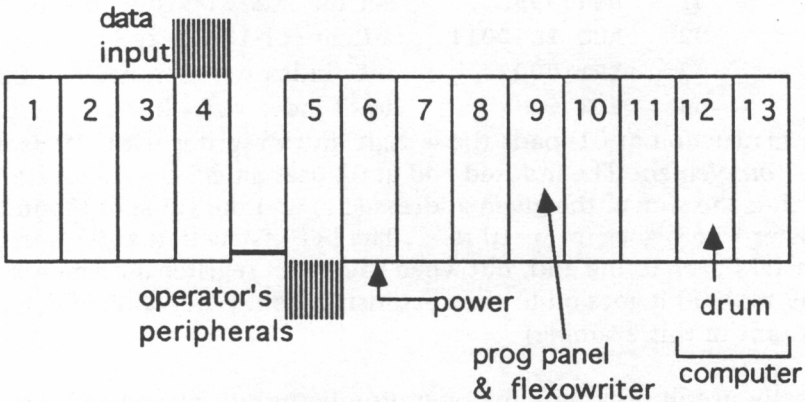 data
input
1 2 3 4 5 6 7 8 9 10 11 12 13
operator's
peripherals
power
drum
prog panel
& flexowriter
computer